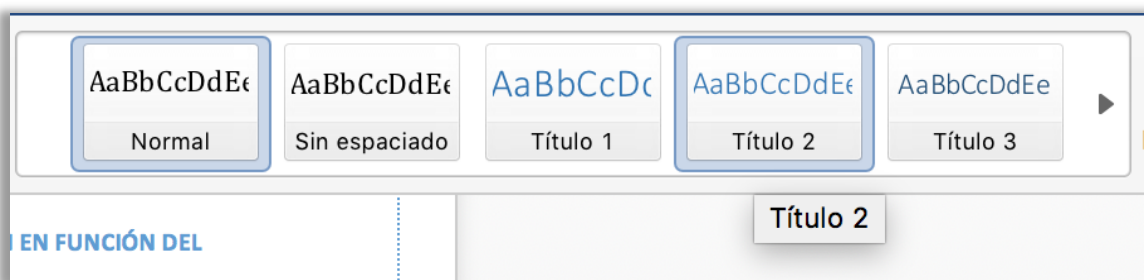 AaBbCcDdEe AaBbCcDdEe AaBbCcDc AaBbCcDdEe AaBbCcDdEe
Normal Sin espaciado Título 1 Título 2 Título 3
Título 2
EN FUNCIÓN DEL